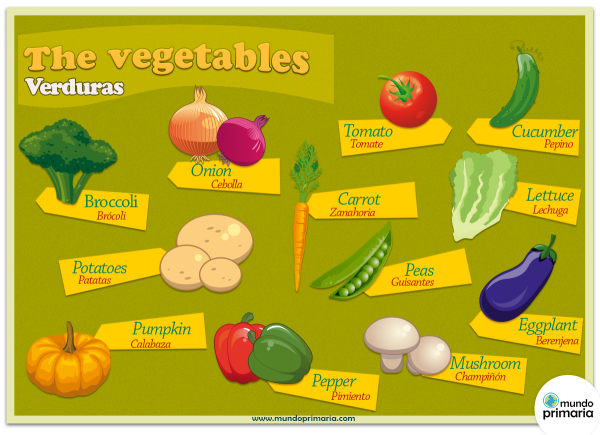 The vegetables
Verduras
Tomato
Tomate
Cucumber
Pepino
Onion
Cebolla
Broccoli
Brócoli
Carrot
Zanahoria
Lettuce
Lechuga
Potatoes
Patatas
Peas
Guisantes
Eggplant
Berenjena
Pumpkin
Calabaza
Pepper
Pimiento
Mushroom
Champiñón
www.mundoprimaria.com
mundo
primaria